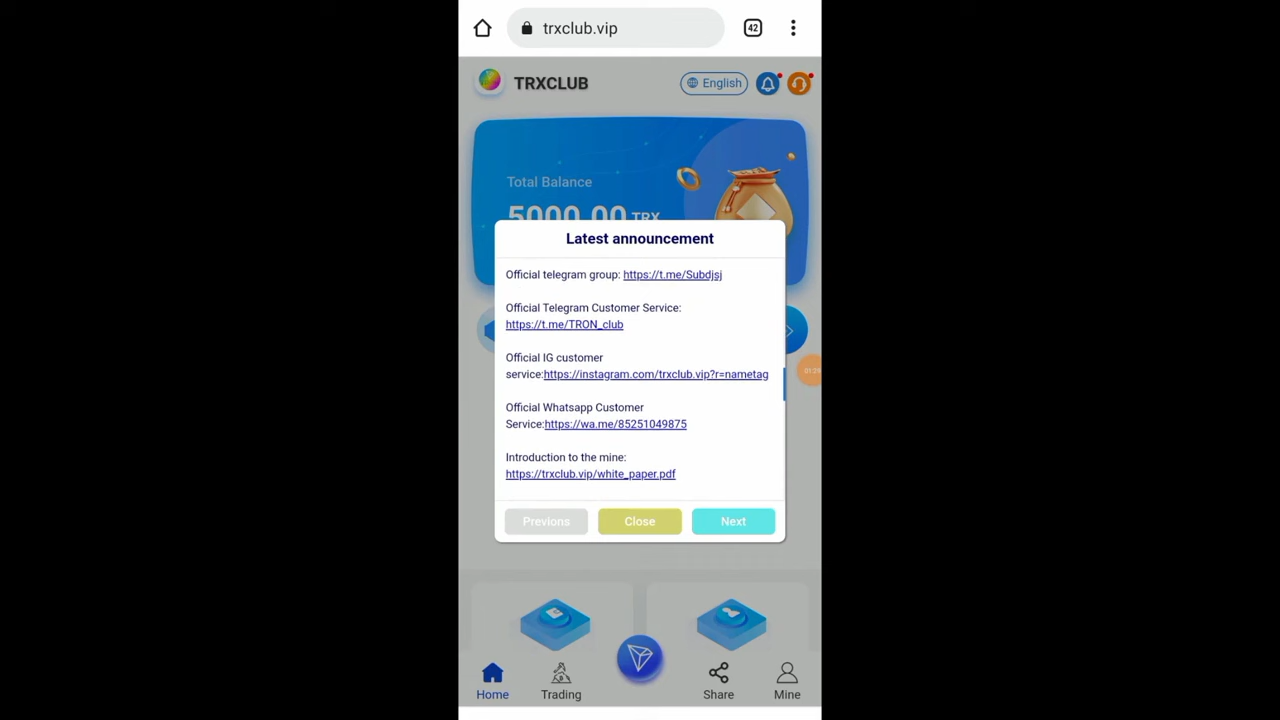 trxclub.vip
42
TRXCLUB
English
Total Balance
5000.00 TRX
Latest announcement
Official telegram group: https://t.me/Subdjsj
Official Telegram Customer Service:
https://t.me/TRON_club
Official IG customer
service:https://instagram.com/trxclub.vip?r=nametag
01:39
Official Whatsapp Customer
Service:https://wa.me/85251049875
Introduction to the mine:
https://trxclub.vip/white_paper.pdf
Previons
Close
Next
Home
Trading
Share
Mine